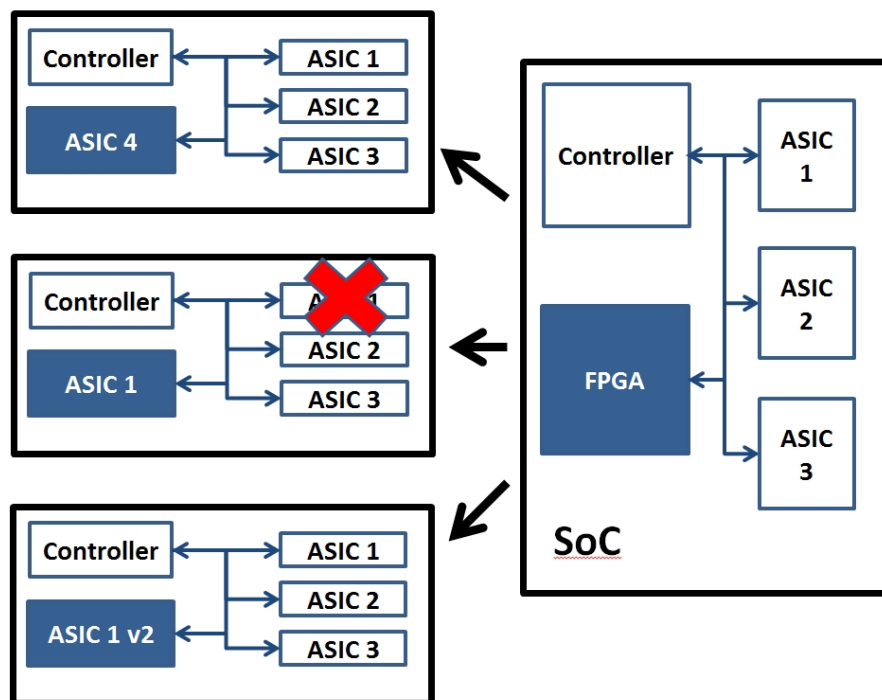 Controller
ASIC 1
ASIC 2
ASIC 4
ASIC 3
Controller
1
ASIC 2
ASIC 1
ASIC 3
Controller
ASIC 1
ASIC 2
ASIC 1 v2
ASIC 3
Controller
ASIC
1
ASIC
2
FPGA
ASIC
3
SoC